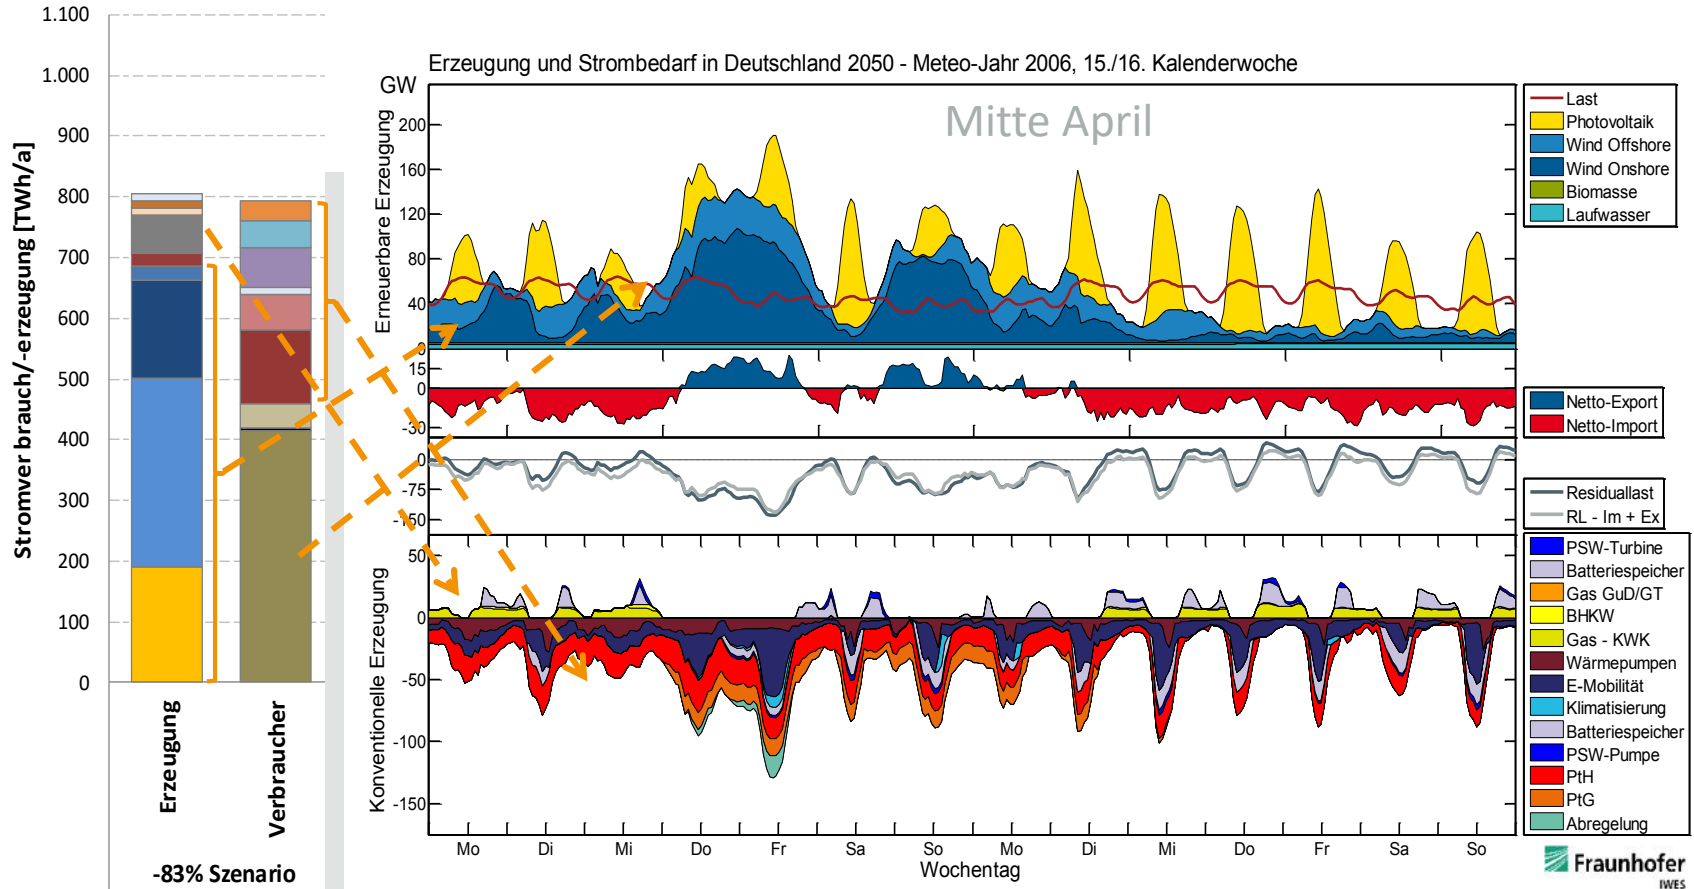 Stromver brauch/-erzeugung [TWh/a]
1.100
1.000
900
800
700
600
500
400
300
200
100
0
Erzeugung
Verbraucher
-83% Szenario
Erzeugung und Strombedarf in Deutschland 2050 - Meteo-Jahr 2006, 15./16. Kalenderwoche
GW
Mitte April
Erneuerbare Erzeugung
200
160
120
80
40
0
15
0
-30
0
-75
-150
Konventionelle Erzeugung
50
0
-50
-100
-150
Mo Di Mi Do Fr Sa So Mo Di Mi Do Fr Sa So
Wochentag
Last
Photovoltaik
Wind Offshore
Wind Onshore
Biomasse
Laufwasser
Netto-Export
Netto-Import
Residuallast
RL - Im + Ex
PSW-Turbine
Batteriespeicher
Gas GuD/GT
BHKW
Gas - KWK
Wärmepumpen
E-Mobilität
Klimatisierung
Batteriespeicher
PSW-Pumpe
PtH
PtG
Abregelung
Fraunhofer
IWES